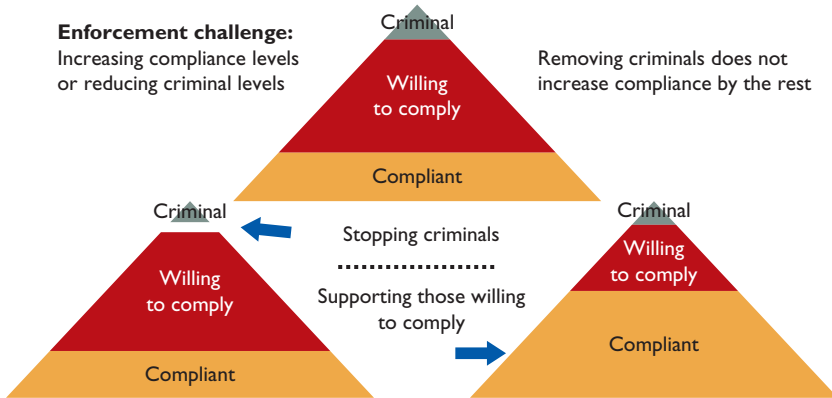 Enforcement challenge:
Increasing compliance levels
or reducing criminal levels
Criminal
Willing
to comply
Compliant
Removing criminals does not
increase compliance by the rest
Criminal
Willing
to comply
Compliant
Stopping criminals
Supporting those willing
to comply
Criminal
Willing
to comply
Compliant